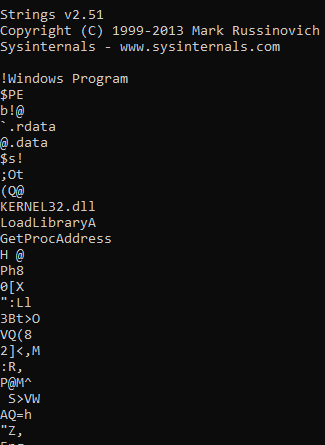 Strings v2.51
Copyright (C) 1999-2013 Mark Russinovich
Sysinternals - www.sysinternals.com
!Windows Program
$PE
b!@
`.rdata
@.data
$s!
;Ot
(Q@
KERNEL32.dll
LoadLibraryA
GetProcAddress
H @
Ph8
0[X
":Ll
3Bt>O
VQ(8
2]<,M
:R,
P@M^
 S>VW
AQ=h
"Z,